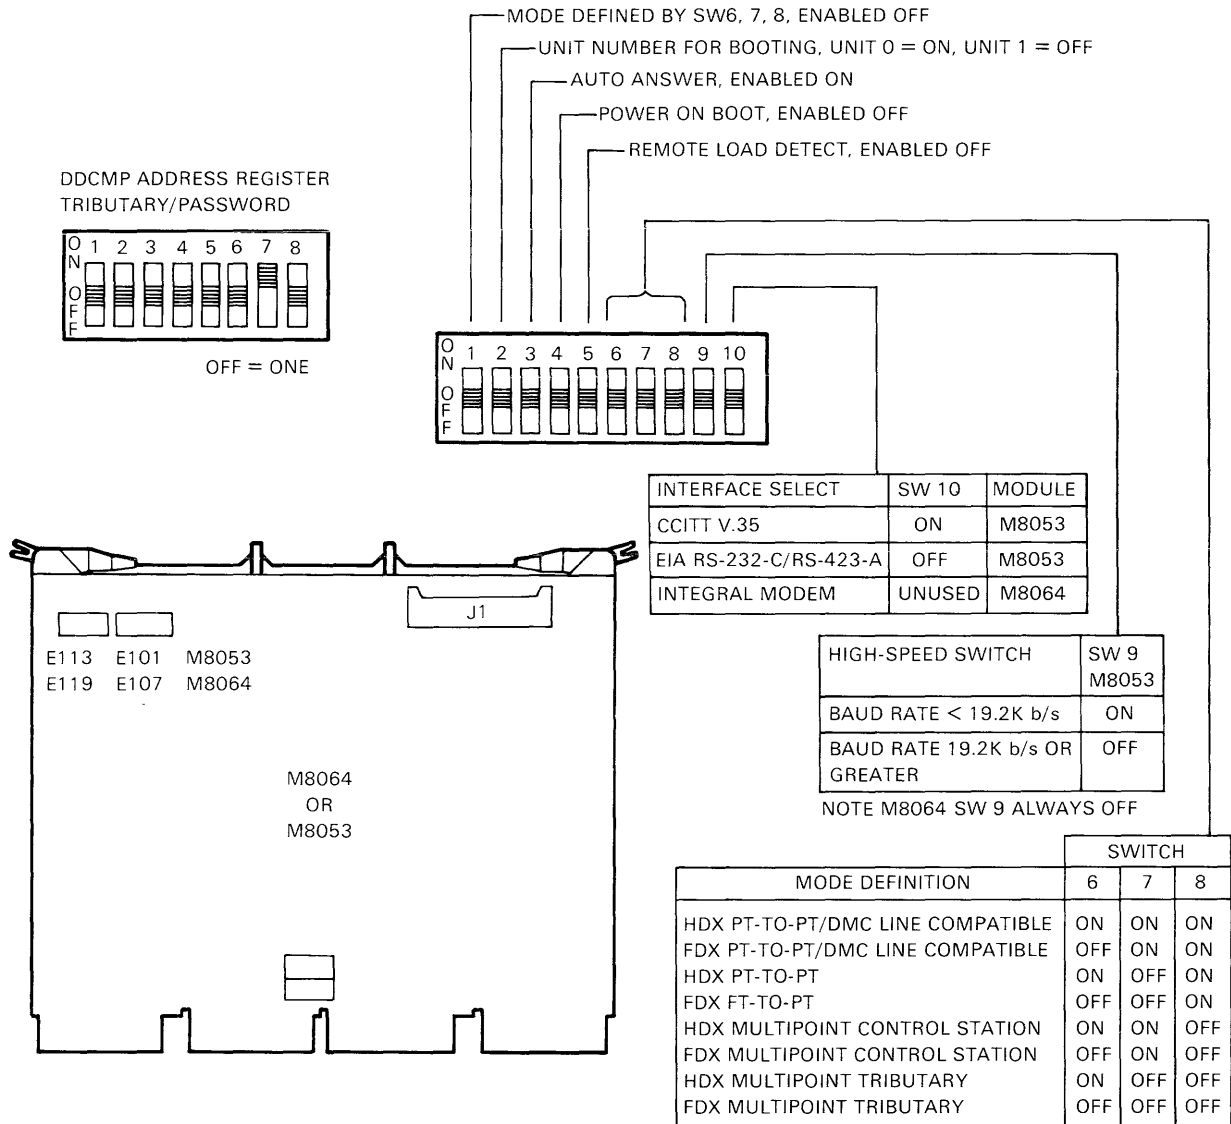 MODE DEFINED BY SW6, 7, 8, ENABLED OFF
UNIT NUMBER FOR BOOTING, UNIT 0 = ON, UNIT 1 = OFF
AUTO ANSWER, ENABLED ON
POWER ON BOOT, ENABLED OFF
REMOTE LOAD DETECT, ENABLED OFF
DDCMP ADDRESS REGISTER
TRIBUTARY/PASSWORD
ON 1 2 3 4 5 6 7 8
OFF
OFF = ONE
ON 1 2 3 4 5 6 7 8 9 10
OFF
INTERFACE SELECT SW 10 MODULE
CCITT V.35 ON M8053
EIA RS-232-C/RS-423-A OFF M8053
INTEGRAL MODEM UNUSED M8064
J1
E113 E101 M8053
E119 E107 M8064
M8064
OR
M8053
HIGH-SPEED SWITCH SW 9
M8053
BAUD RATE < 19.2K b/s ON
BAUD RATE 19.2K b/s OR OFF
GREATER
NOTE M8064 SW 9 ALWAYS OFF
SWITCH
MODE DEFINITION 6 7 8
HDX PT-TO-PT/DMC LINE COMPATIBLE ON ON ON
FDX PT-TO-PT/DMC LINE COMPATIBLE OFF ON ON
HDX PT-TO-PT ON OFF ON
FDX FT-TO-PT OFF OFF ON
HDX MULTIPOINT CONTROL STATION ON ON OFF
FDX MULTIPOINT CONTROL STATION OFF ON OFF
HDX MULTIPOINT TRIBUTARY ON OFF OFF
FDX MULTIPOINT TRIBUTARY OFF OFF OFF